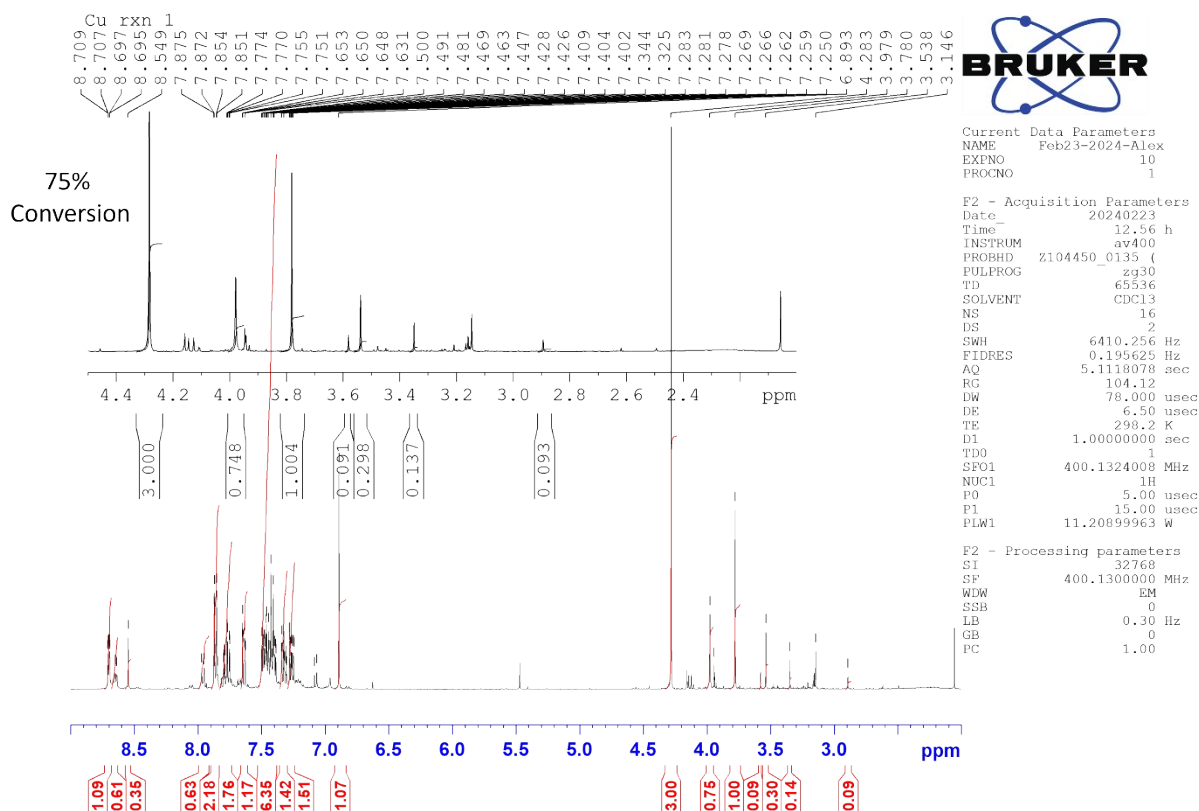 Cu rxn 1
8.709
8.707
8.697
8.695
8.549
7.875
7.872
7.854
7.851
7.774
7.770
7.755
7.751
7.653
7.650
7.648
7.631
7.500
7.491
7.481
7.469
7.463
7.447
7.428
7.426
7.409
7.404
7.402
7.344
7.325
7.283
7.281
7.278
7.269
7.266
7.262
7.259
7.250
6.893
4.283
3.979
3.780
3.538
3.146
BRUKER
75%
Conversion
4.4 4.2 4.0 3.8 3.6 3.4 3.2 3.0 2.8 2.6 2.4 ppm
3.000
0.748
1.004
0.091
0.298
0.137
0.093
8.5 8.0 7.5 7.0 6.5 6.0 5.5 5.0 4.5 4.0 3.5 3.0 ppm
1.09
0.61
0.35
0.63
2.18
1.76
1.17
6.35
1.42
1.51
1.07
3.00
0.75
1.00
0.09
0.30
0.14
0.09
Current Data Parameters
NAME Feb23-2024-Alex
EXPNO 10
PROCNO 1
F2 - Acquisition Parameters
Date_ 20240223
Time 12.56 h
INSTRUM av400
PROBHD Z104450_0135 (
PULPROG zg30
TD 65536
SOLVENT CDCl3
NS 16
DS 2
SWH 6410.256 Hz
FIDRES 0.195625 Hz
AQ 5.1118078 sec
RG 104.12
DW 78.000 usec
DE 6.50 usec
TE 298.2 K
D1 1.00000000 sec
TD0 1
SFO1 400.1324008 MHz
NUC1 1H
P0 5.00 usec
P1 15.00 usec
PLW1 11.20899963 W
F2 - Processing parameters
SI 32768
SF 400.1300000 MHz
WDW EM
SSB 0
LB 0.30 Hz
GB 0
PC 1.00